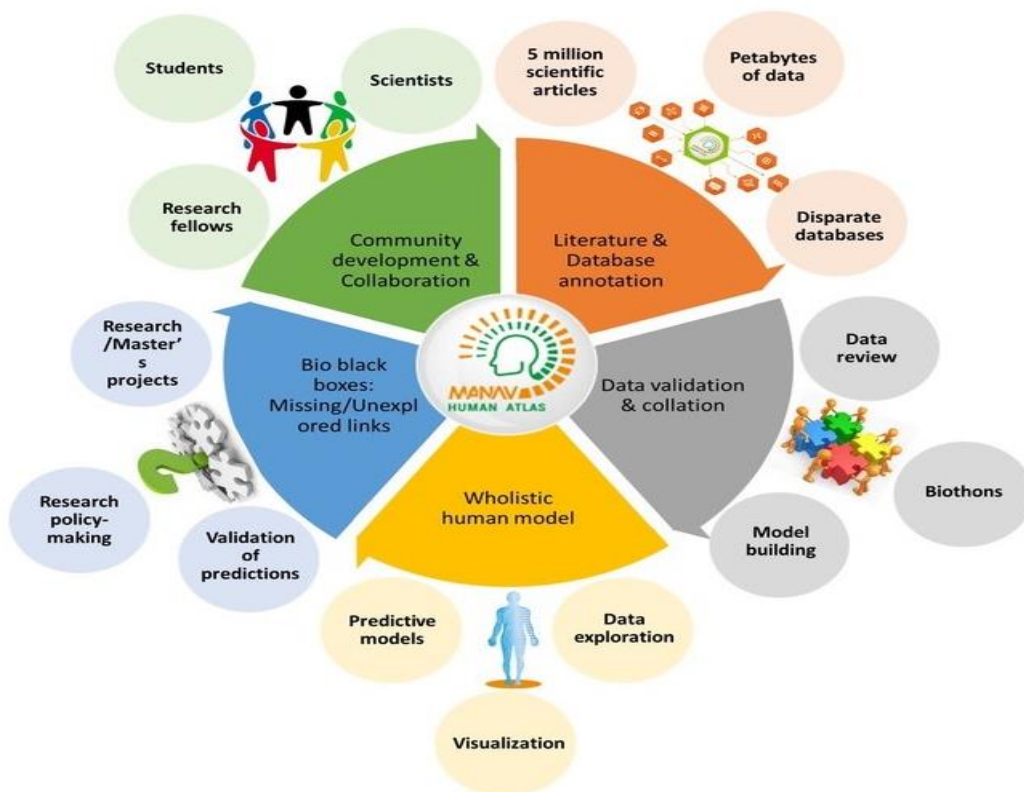 Students
Scientists
Research
fellows
Community
development &
Collaboration
5 million
scientific
articles
Petabytes
of data
Disparate
databases
Literature &
Database
annotation
Data
review
Biothons
Model
building
Data validation
& collation
Wholistic
human model
Data
exploration
Visualization
Predictive
models
Bio black
boxes:
Missing/Unexpl
ored links
Validation
of
predictions
Research
policy-
making
Research
/Master'
s
projects
MANAV
HUMAN ATLAS